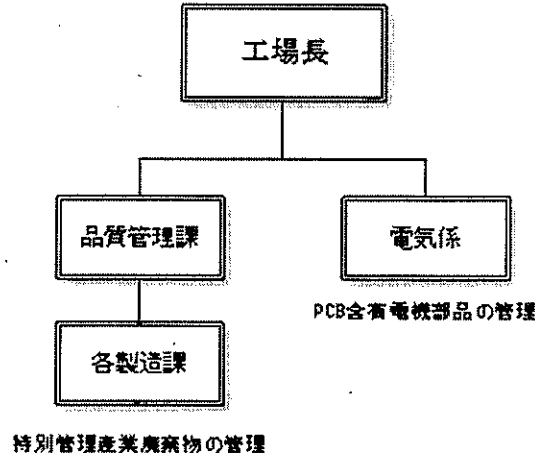 工場長
品質管理課
電気係
PCB含有電機部品の管理
各製造課
特別管理産業廃棄物の管理